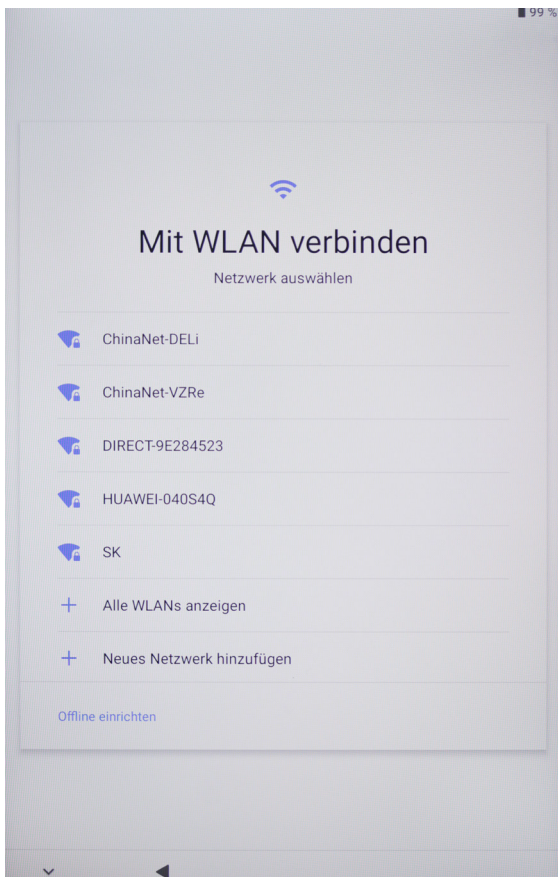 99 %
Mit WLAN verbinden
Netzwerk auswählen
ChinaNet-DELi
ChinaNet-VZRe
DIRECT-9E284523
HUAWEI-040S4Q
SK
Alle WLANs anzeigen
Neues Netzwerk hinzufügen
Offline einrichten